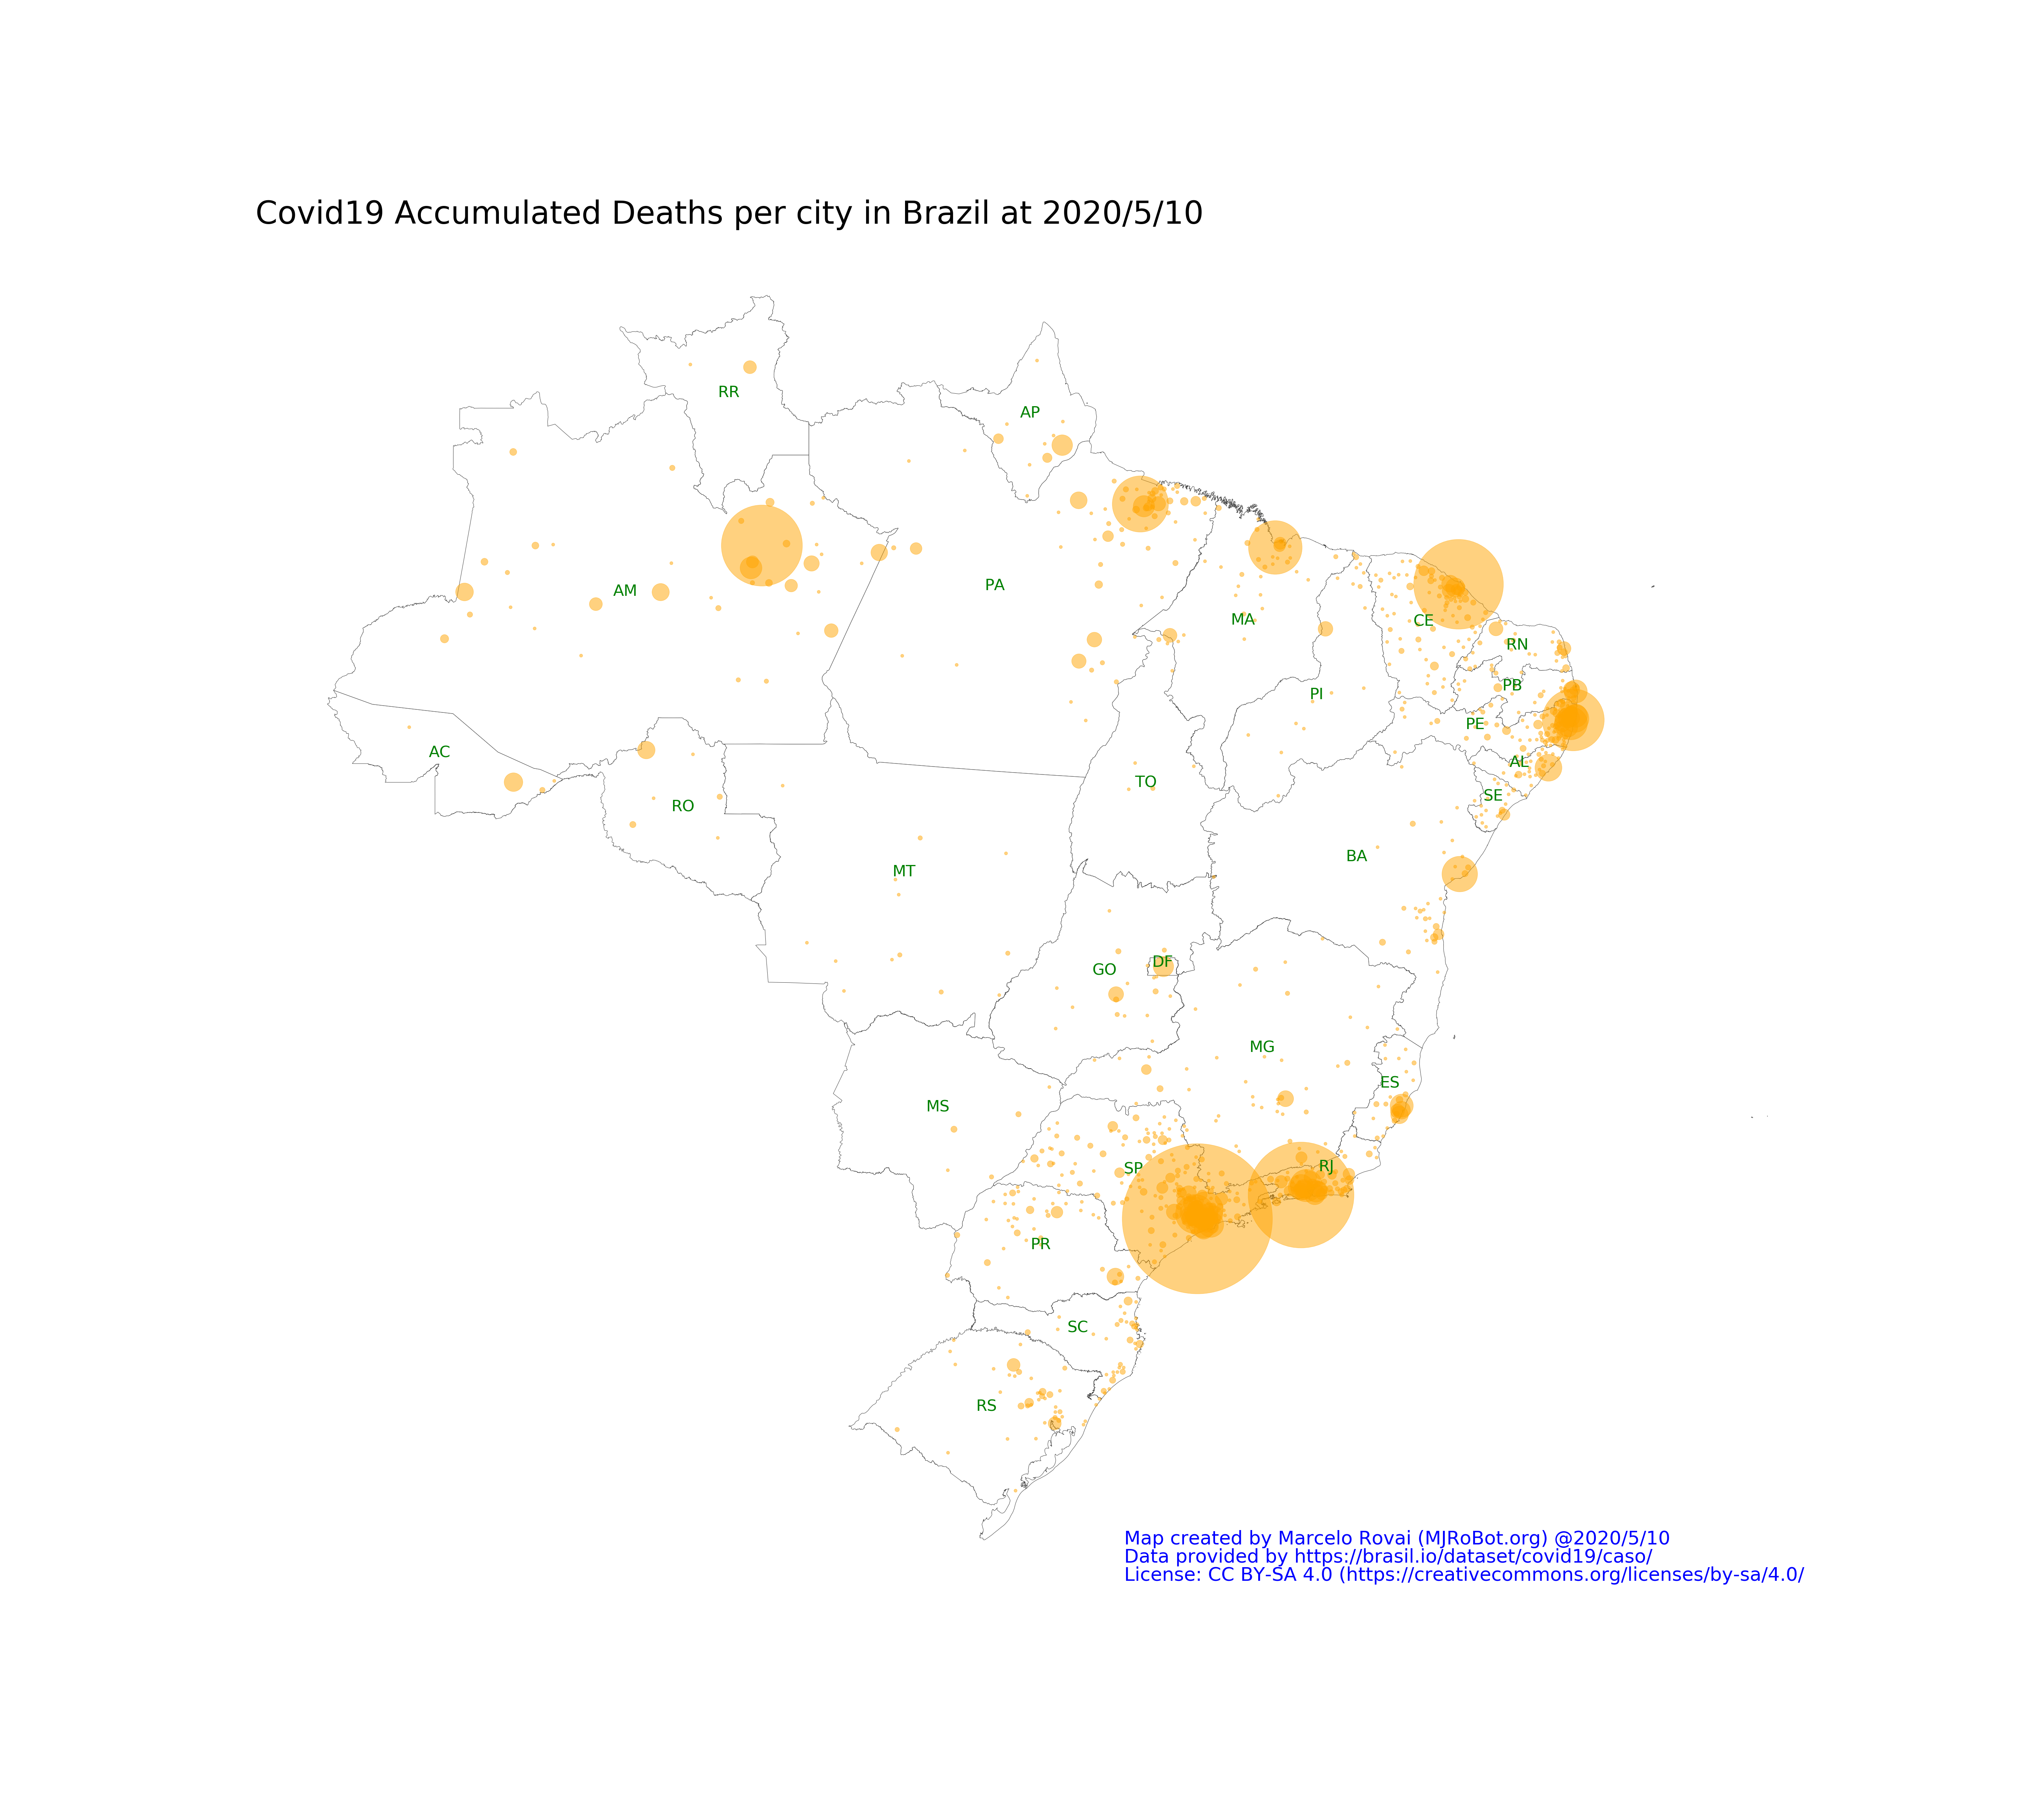 Covid19 Accumulated Deaths per city in Brazil at 2020/5/10
RR
AP
AM
PA
MA
CE
RN
PB
PI
PE
AC
AL
TO
SE
RO
BA
MT
DF
GO
MG
ES
MS
RJ
SP
PR
SC
RS
Map created by Marcelo Rovai (MJRoBot.org) @2020/5/10
Data provided by https://brasil.io/dataset/covid19/caso/
License: CC BY-SA 4.0 (https://creativecommons.org/licenses/by-sa/4.0/